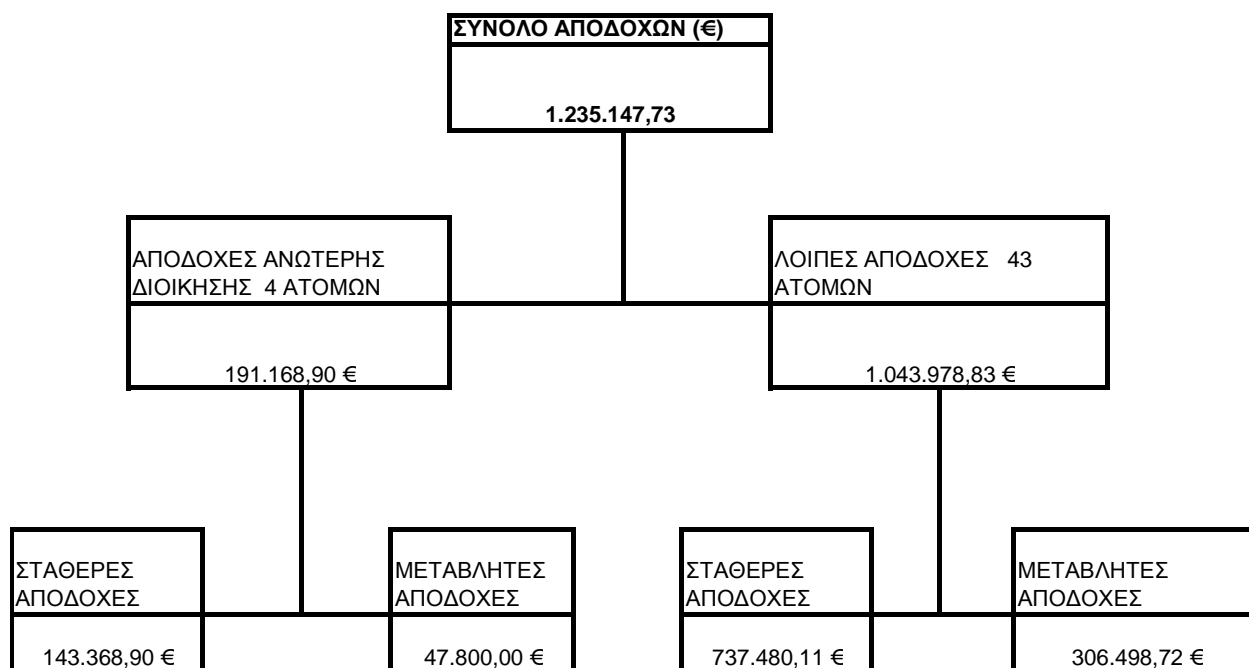 ΣΥΝΟΛΟ ΑΠΟΔΟΧΩΝ (€)
1.235.147,73
ΑΠΟΔΟΧΕΣ ΑΝΩΤΕΡΗΣ
ΔΙΟΙΚΗΣΗΣ 4 ΑΤΟΜΩΝ
191.168,90 €
ΛΟΙΠΕΣ ΑΠΟΔΟΧΕΣ 43
ΑΤΟΜΩΝ
1.043.978,83 €
ΣΤΑΘΕΡΕΣ
ΑΠΟΔΟΧΕΣ
143.368,90 €
ΜΕΤΑΒΛΗΤΕΣ
ΑΠΟΔΟΧΕΣ
47.800,00 €
ΣΤΑΘΕΡΕΣ
ΑΠΟΔΟΧΕΣ
737.480,11 €
ΜΕΤΑΒΛΗΤΕΣ
ΑΠΟΔΟΧΕΣ
306.498,72 €